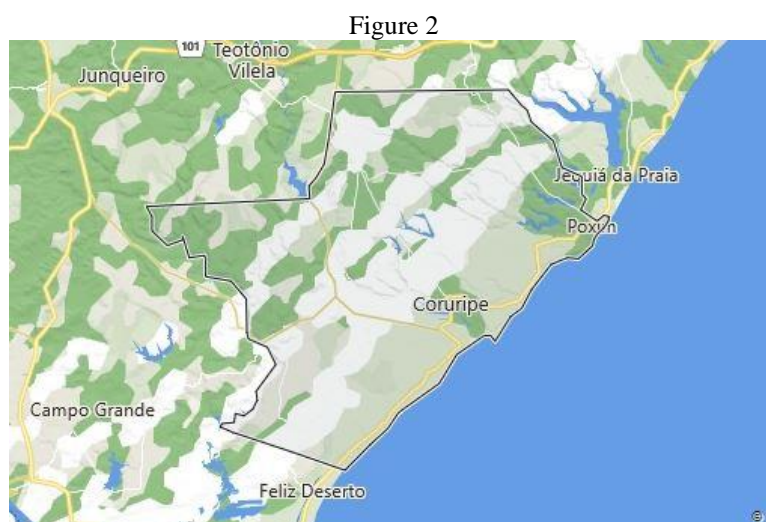 Figure 2
101
Teotônio
Vilela
Junqueiro
Jequiá da Praia
Poxim
Coruripe
Campo Grande
Feliz Deserto
©